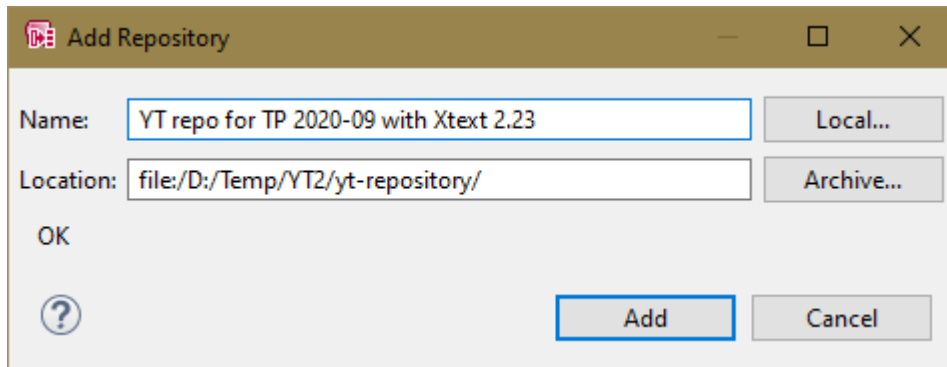 Add Repository
Name: YT repo for TP 2020-09 with Xtext 2.23 Local...
Location: file:/D:/Temp/YT2/yt-repository/ Archive...
OK
? Add Cancel